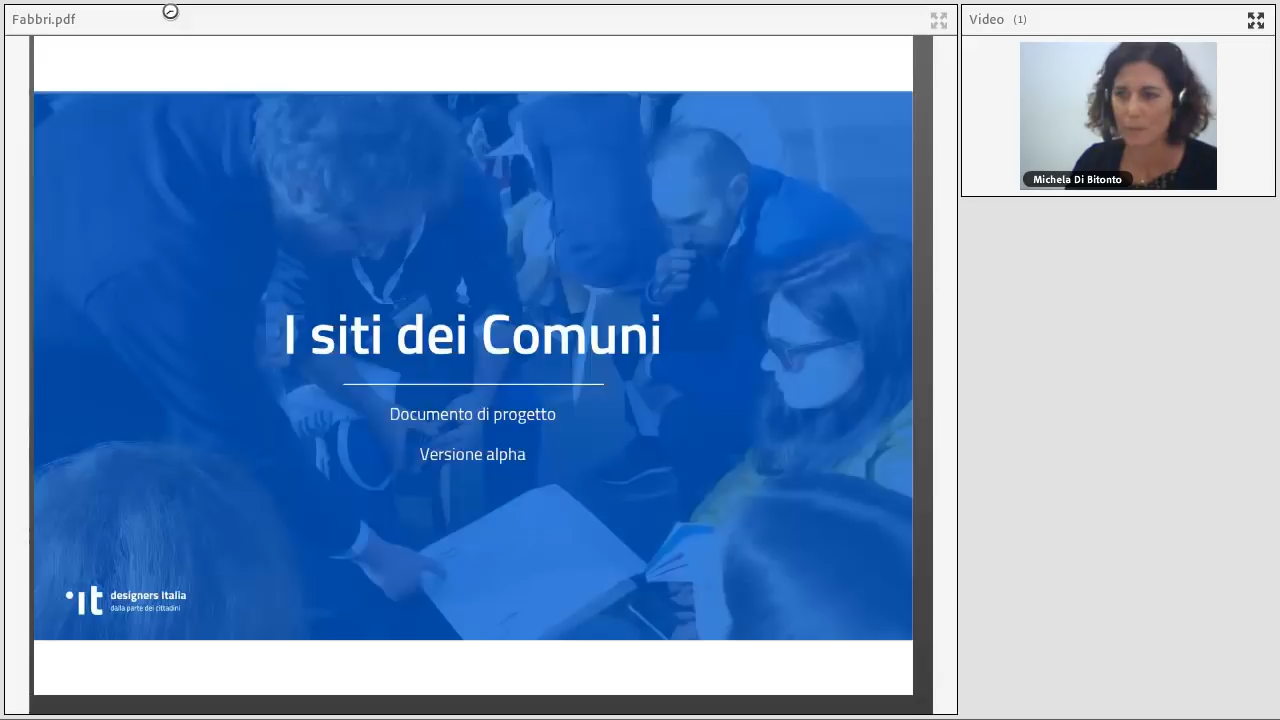 Fabbri.pdf
Video (1)
Michela Di Bitonto
I siti dei Comuni
Documento di progetto
Versione alpha
it designers italia
dalla parte dei cittadini